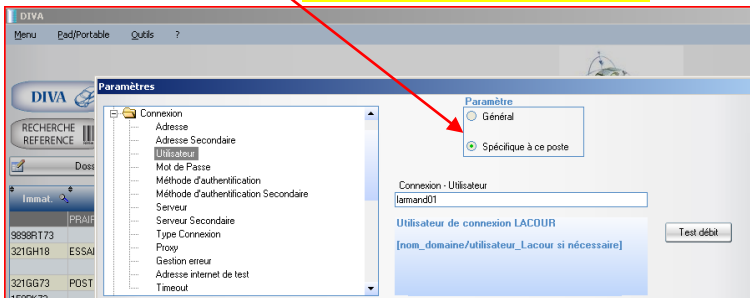 DIVA
Menu Pad/Portable Outils ?
Paramètres
DIVA
RECHERCHE
REFERENCE
Doss
Immat.
PRAIR
9898RT73
321GH18 ESSAI
321GG73 POST
Connexion
Adresse
Adresse Secondaire
Utilisateur
Mot de Passe
Méthode d'authentification
Méthode d'authentification Secondaire
Serveur
Serveur Secondaire
Type Connexion
Proxy
Gestion erreur
Adresse internet de test
Timeout
Paramètre
Général
Spécifique à ce poste
Connexion - Utilisateur
larmand01
Utilisateur de connexion LACOUR
[nom_domaine/utilisateur_Lacour si nécessaire]
Test débit